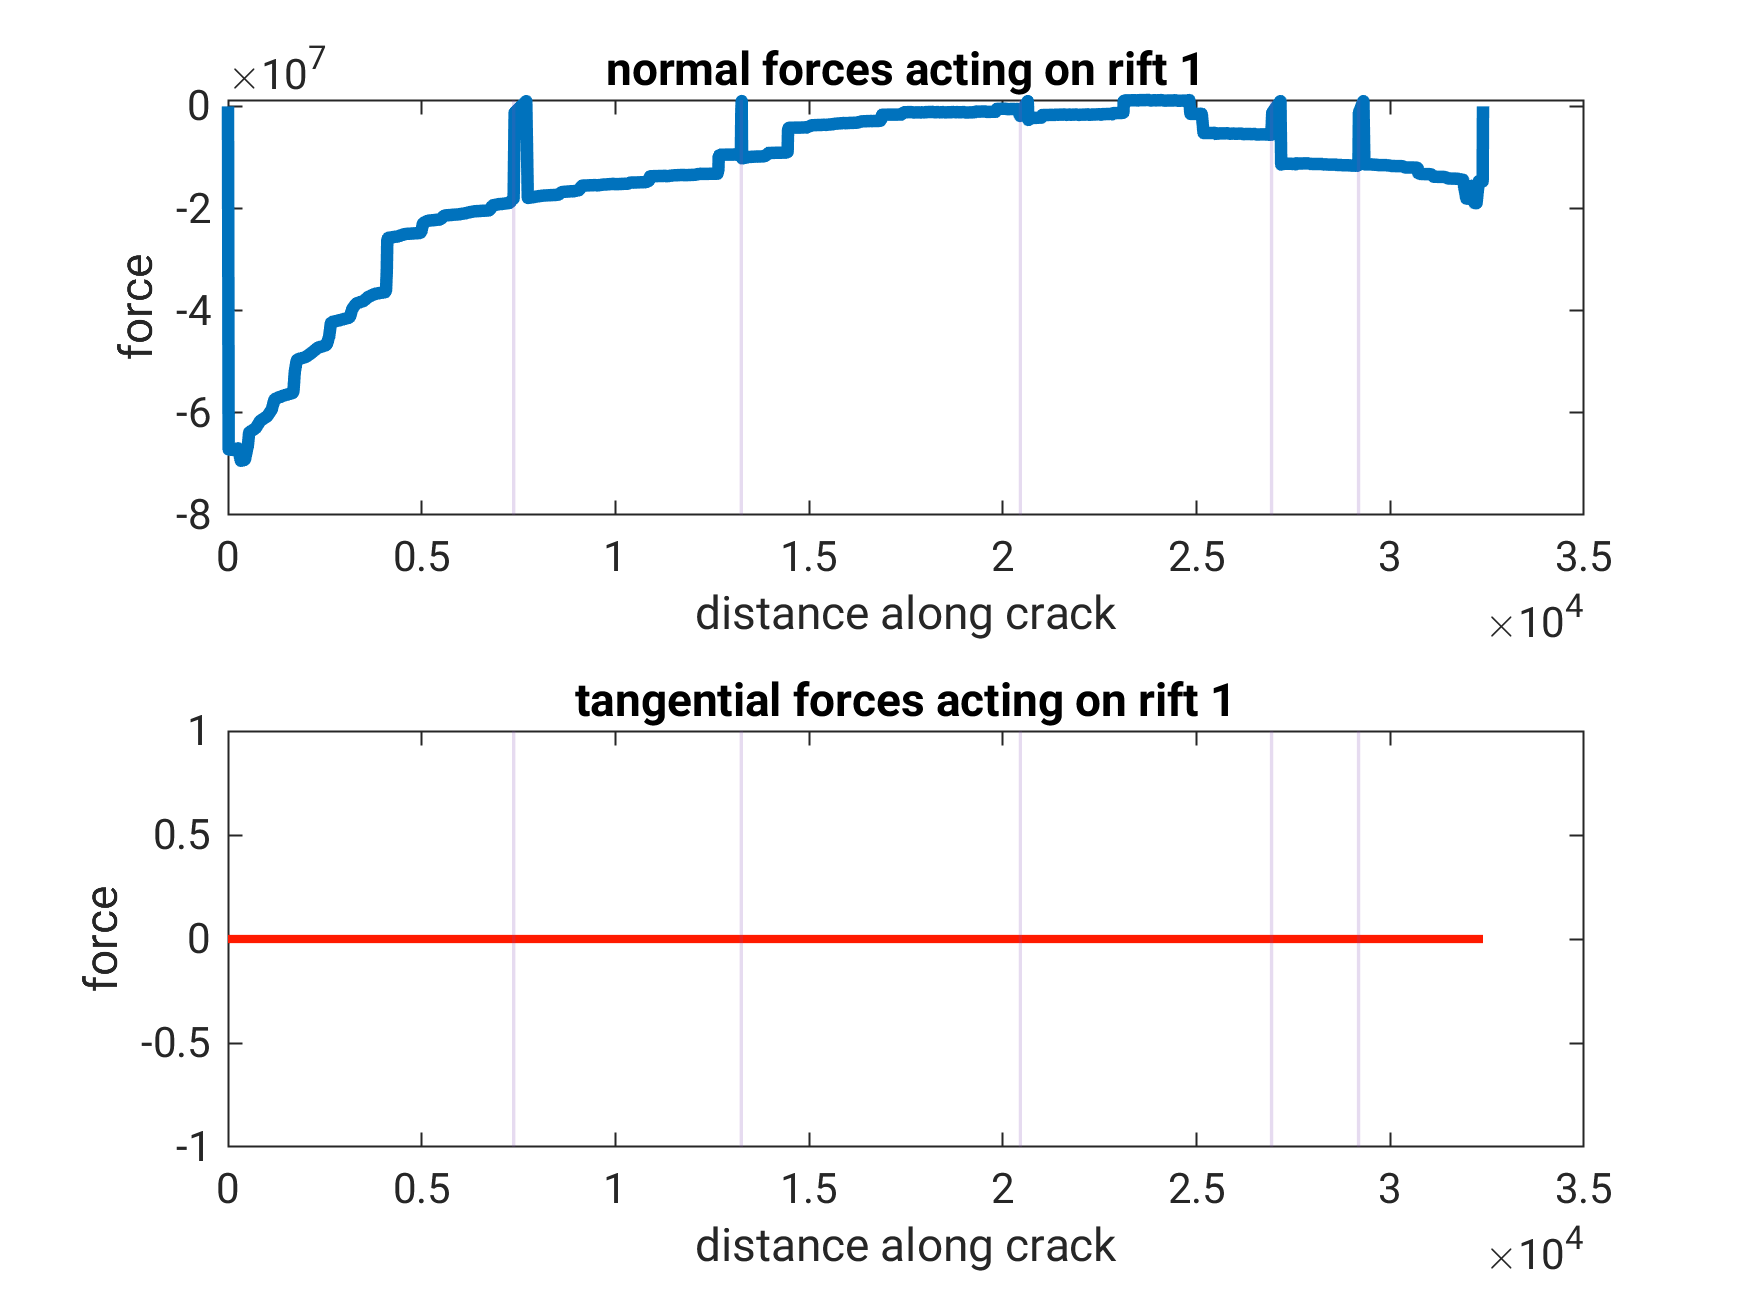 ×10^7
normal forces acting on rift 1
0
-2
-4
-6
-8
force
0 0.5 1 1.5 2 2.5 3 3.5
distance along crack
×10^4
tangential forces acting on rift 1
1
0.5
0
-0.5
-1
force
0 0.5 1 1.5 2 2.5 3 3.5
distance along crack
×10^4